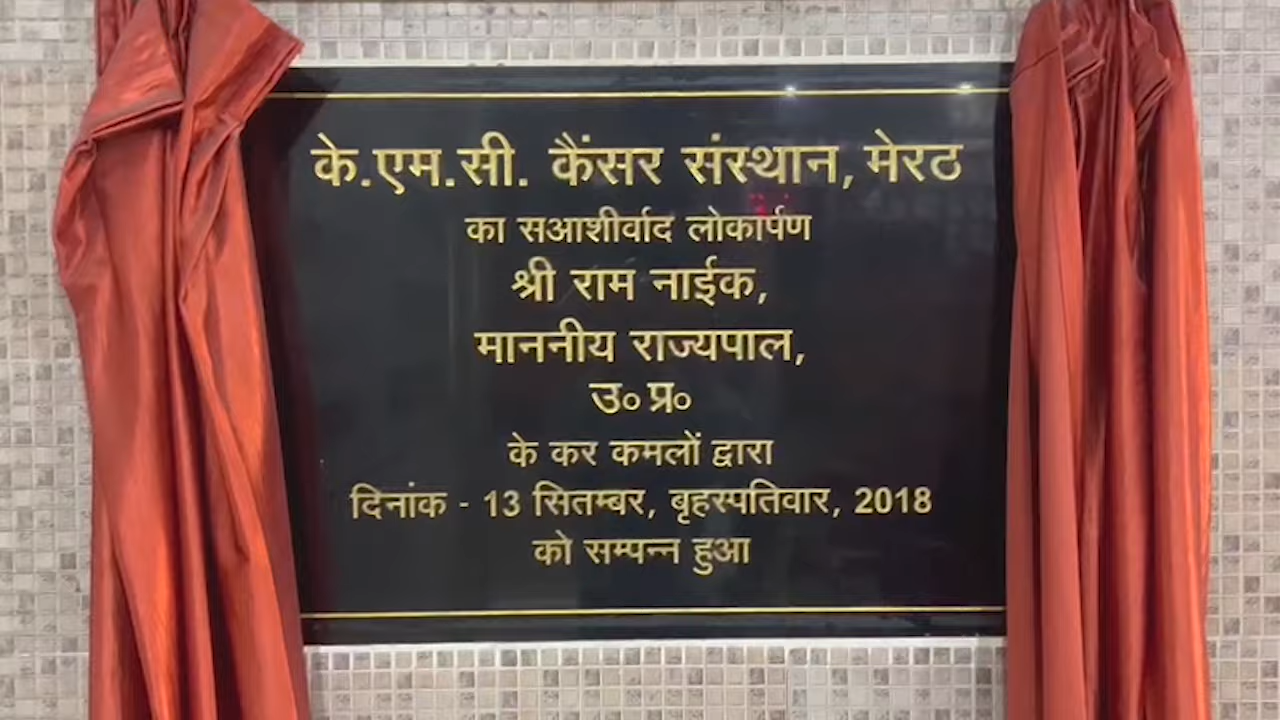 के.एम.सी. कैंसर संस्थान, मेरठ
का सआशीर्वाद लोकार्पण
श्री राम नाईक,
माननीय राज्यपाल,
उ० प्र०
के कर कमलों द्वारा
दिनांक - 13 सितम्बर, बृहस्पतिवार, 2018
को सम्पन्न हुआ